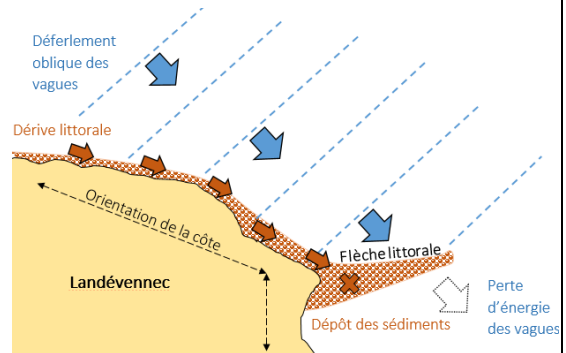 Déferlement
oblique des
vagues
Dérive littorale
Orientation de la côte
Flèche littorale
Landévennec
Dépôt des sédiments
Perte
d'énergie
des vagues